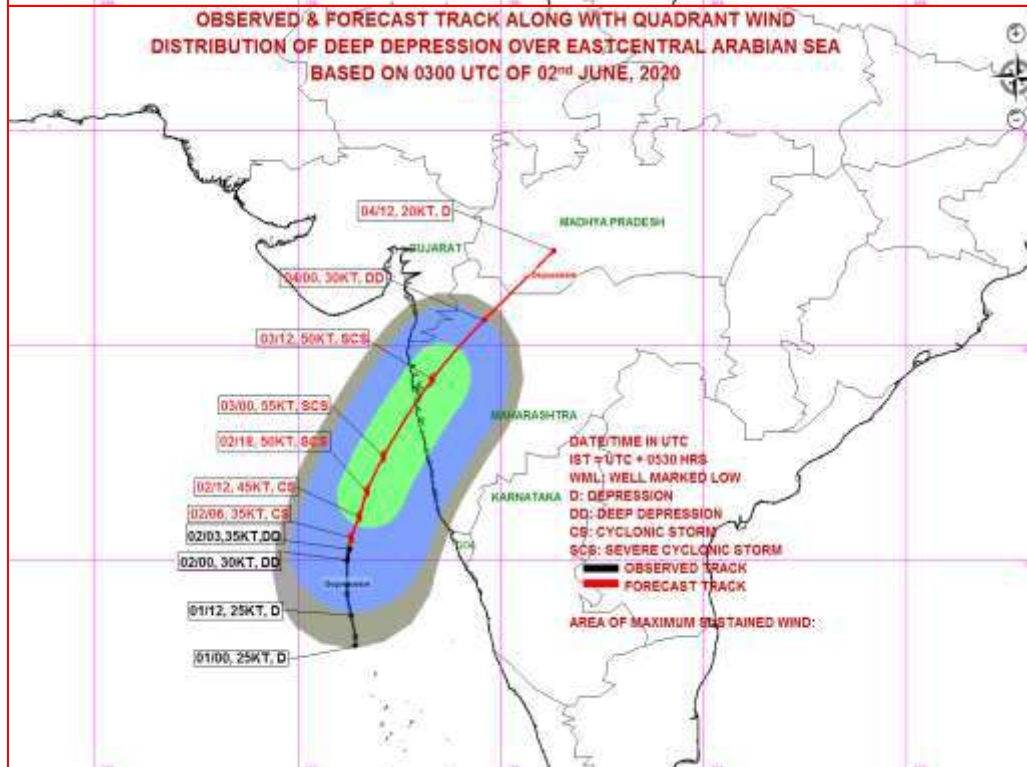 OBSERVED & FORECAST TRACK ALONG WITH QUADRANT WIND
DISTRIBUTION OF DEEP DEPRESSION OVER EASTCENTRAL ARABIAN SEA
BASED ON 0300 UTC OF 02nd JUNE, 2020
04/12, 20KT, D
MADHYA PRADESH
GUJARAT
04/00, 30KT, DD
Depression
03/12, 50KT, SCS
03/00, 55KT, SCS
MAHARASHTRA
02/18, 50KT, SCS
DATE/TIME IN UTC
IST = UTC + 0530 HRS
WML: WELL MARKED LOW
02/12, 45KT, CS
KARNATAKA
D: DEPRESSION
02/06, 35KT, CS
DD: DEEP DEPRESSION
02/03,35KT,DD
CS: CYCLONIC STORM
SCS: SEVERE CYCLONIC STORM
02/00, 30KT, DD
OBSERVED TRACK
Depression
FORECAST TRACK
01/12, 25KT, D
AREA OF MAXIMUM SUSTAINED WIND:
01/00, 25KT, D